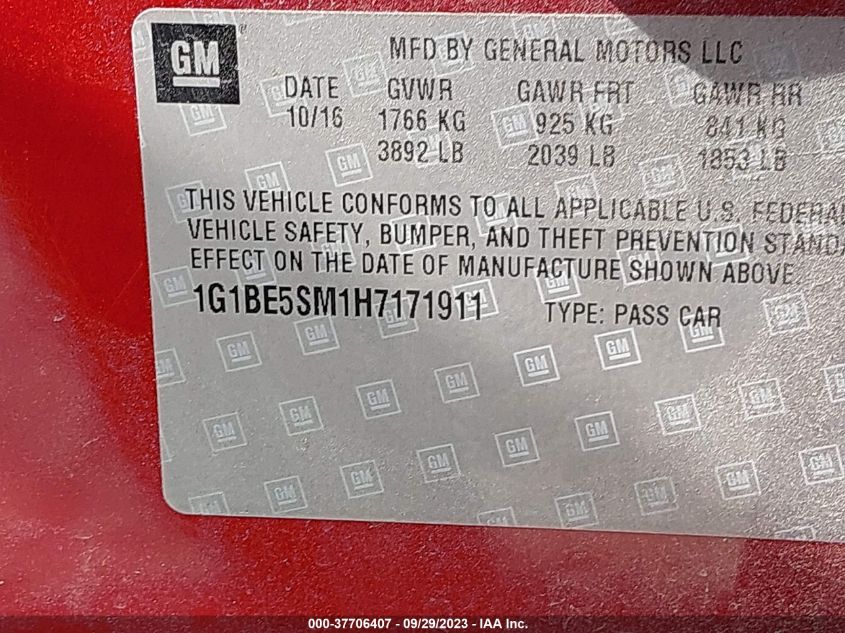 GM
MFD BY GENERAL MOTORS LLC
DATE GVWR GAWR FRT GAWR RR
10/16 1766 KG 925 KG 841 KG
3892 LB 2039 LB 1853 LB
THIS VEHICLE CONFORMS TO ALL APPLICABLE U.S. FEDERAL
VEHICLE SAFETY, BUMPER, AND THEFT PREVENTION STANDA
EFFECT ON THE DATE OF MANUFACTURE SHOWN ABOVE
1G1BE5SM1H7171911 TYPE: PASS CAR
000-37706407 - 09/29/2023 - IAA Inc.